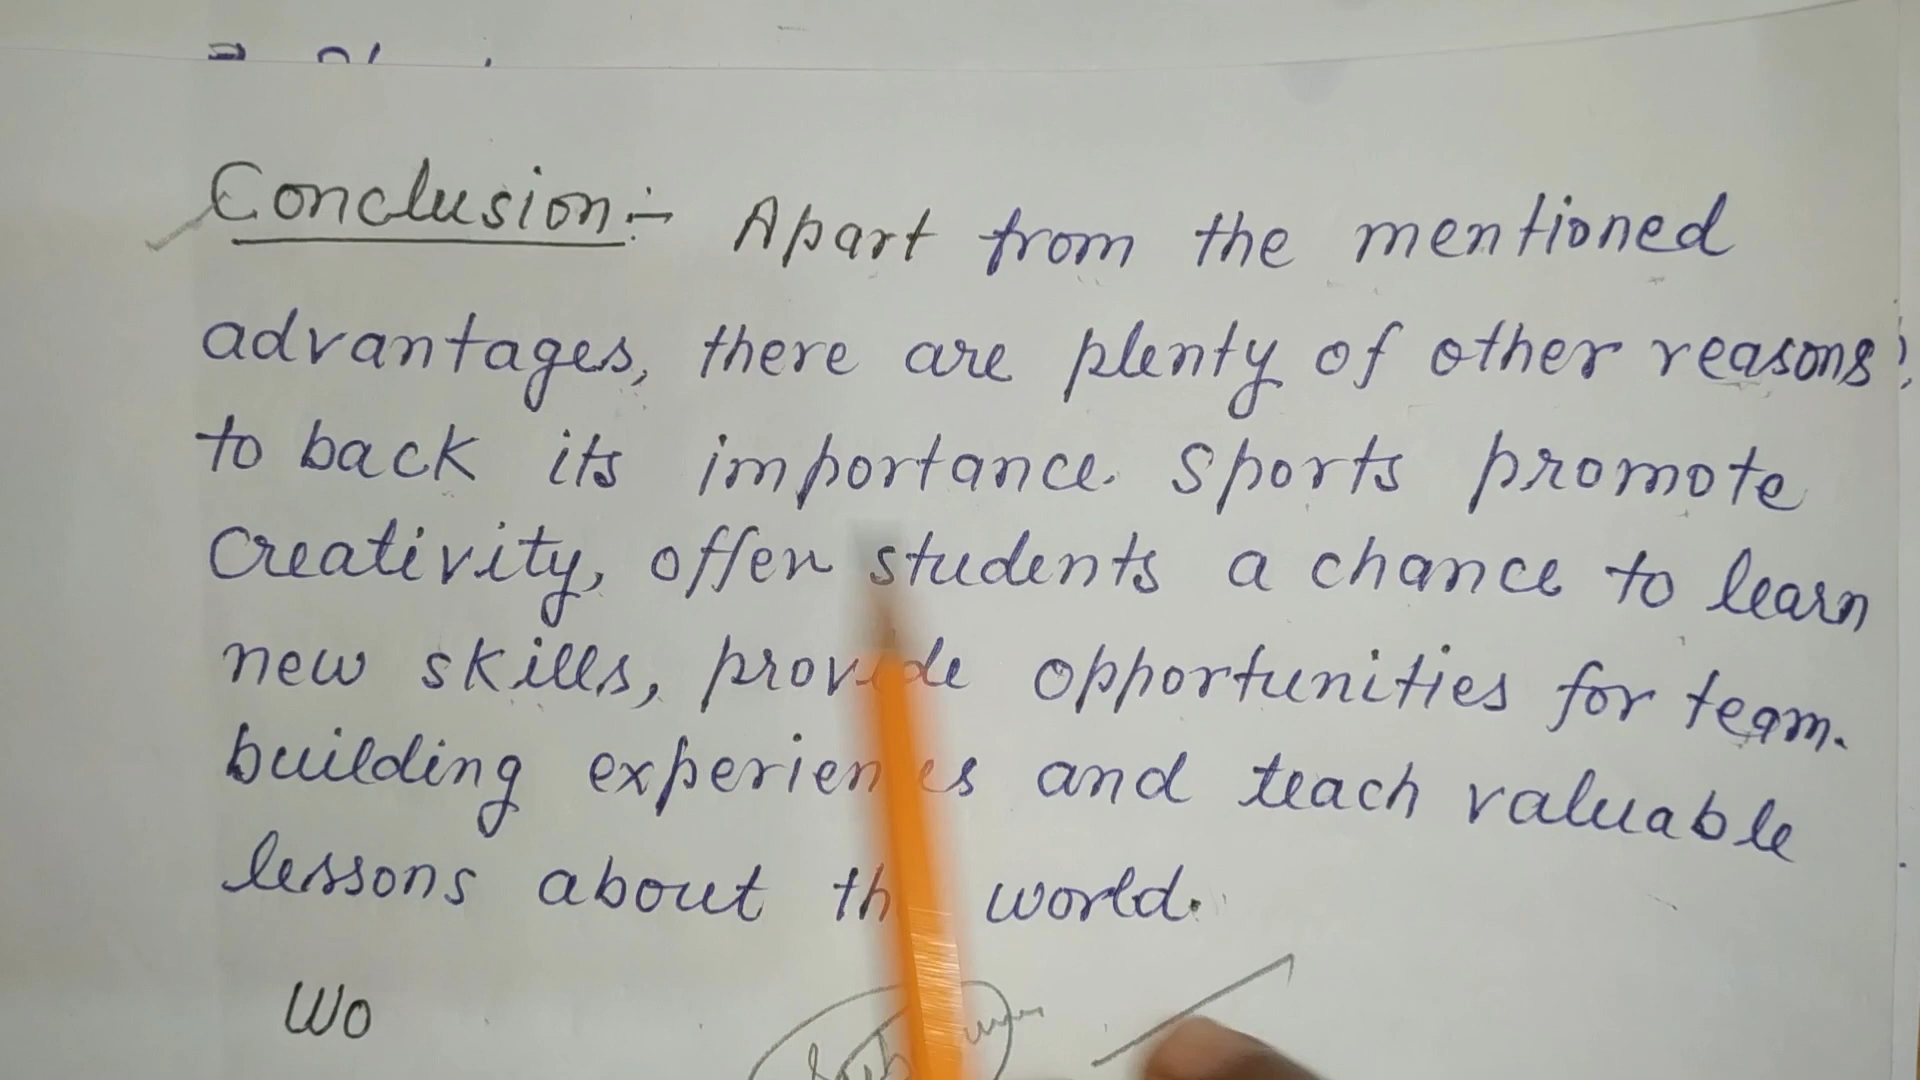 Conclusion:- Apart from the mentioned
advantages, there are plenty of other reasons
to back its importance. Sports promote
Creativity, offer students a chance to learn
new skills, provide opportunities for team-
building experiences and teach valuable
lessons about the world.
Wo